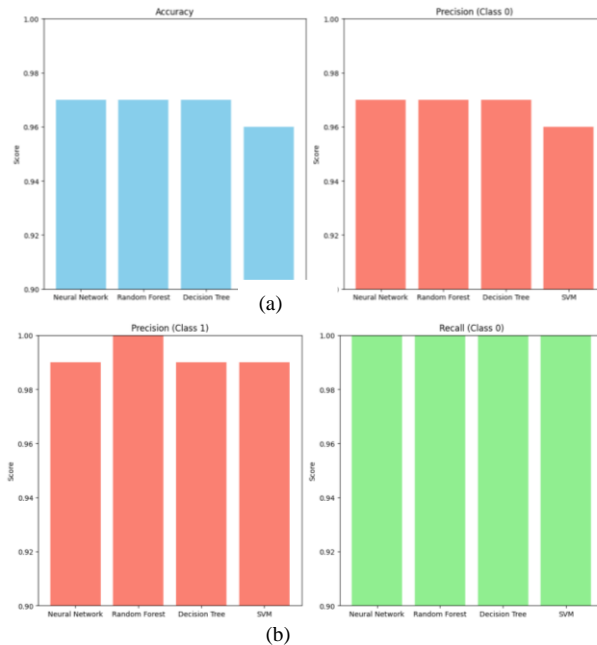 Accuracy
1.00
0.98
0.96
0.94
0.92
0.90
Score
Neural Network Random Forest Decision Tree
Precision (Class 0)
1.00
0.98
0.96
0.94
0.92
0.90
Score
Neural Network Random Forest Decision Tree SVM
(a)
Precision (Class 1)
1.00
0.98
0.96
0.94
0.92
0.90
Score
Neural Network Random Forest Decision Tree SVM
Recall (Class 0)
1.00
0.98
0.96
0.94
0.92
0.90
Score
Neural Network Random Forest Decision Tree SVM
(b)